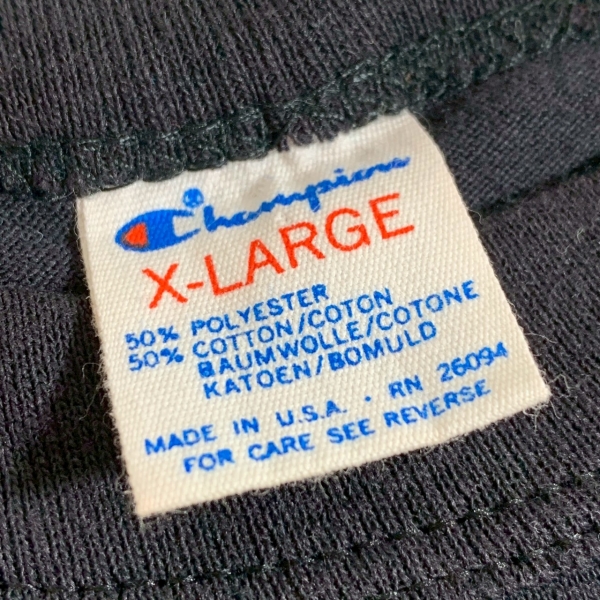 Champion
X-LARGE
50% POLYESTER
50% COTTON/COTON
BAUMWOLLE/COTONE
KATOEN/BOMULD
MADE IN U.S.A. · RN 26094
FOR CARE SEE REVERSE